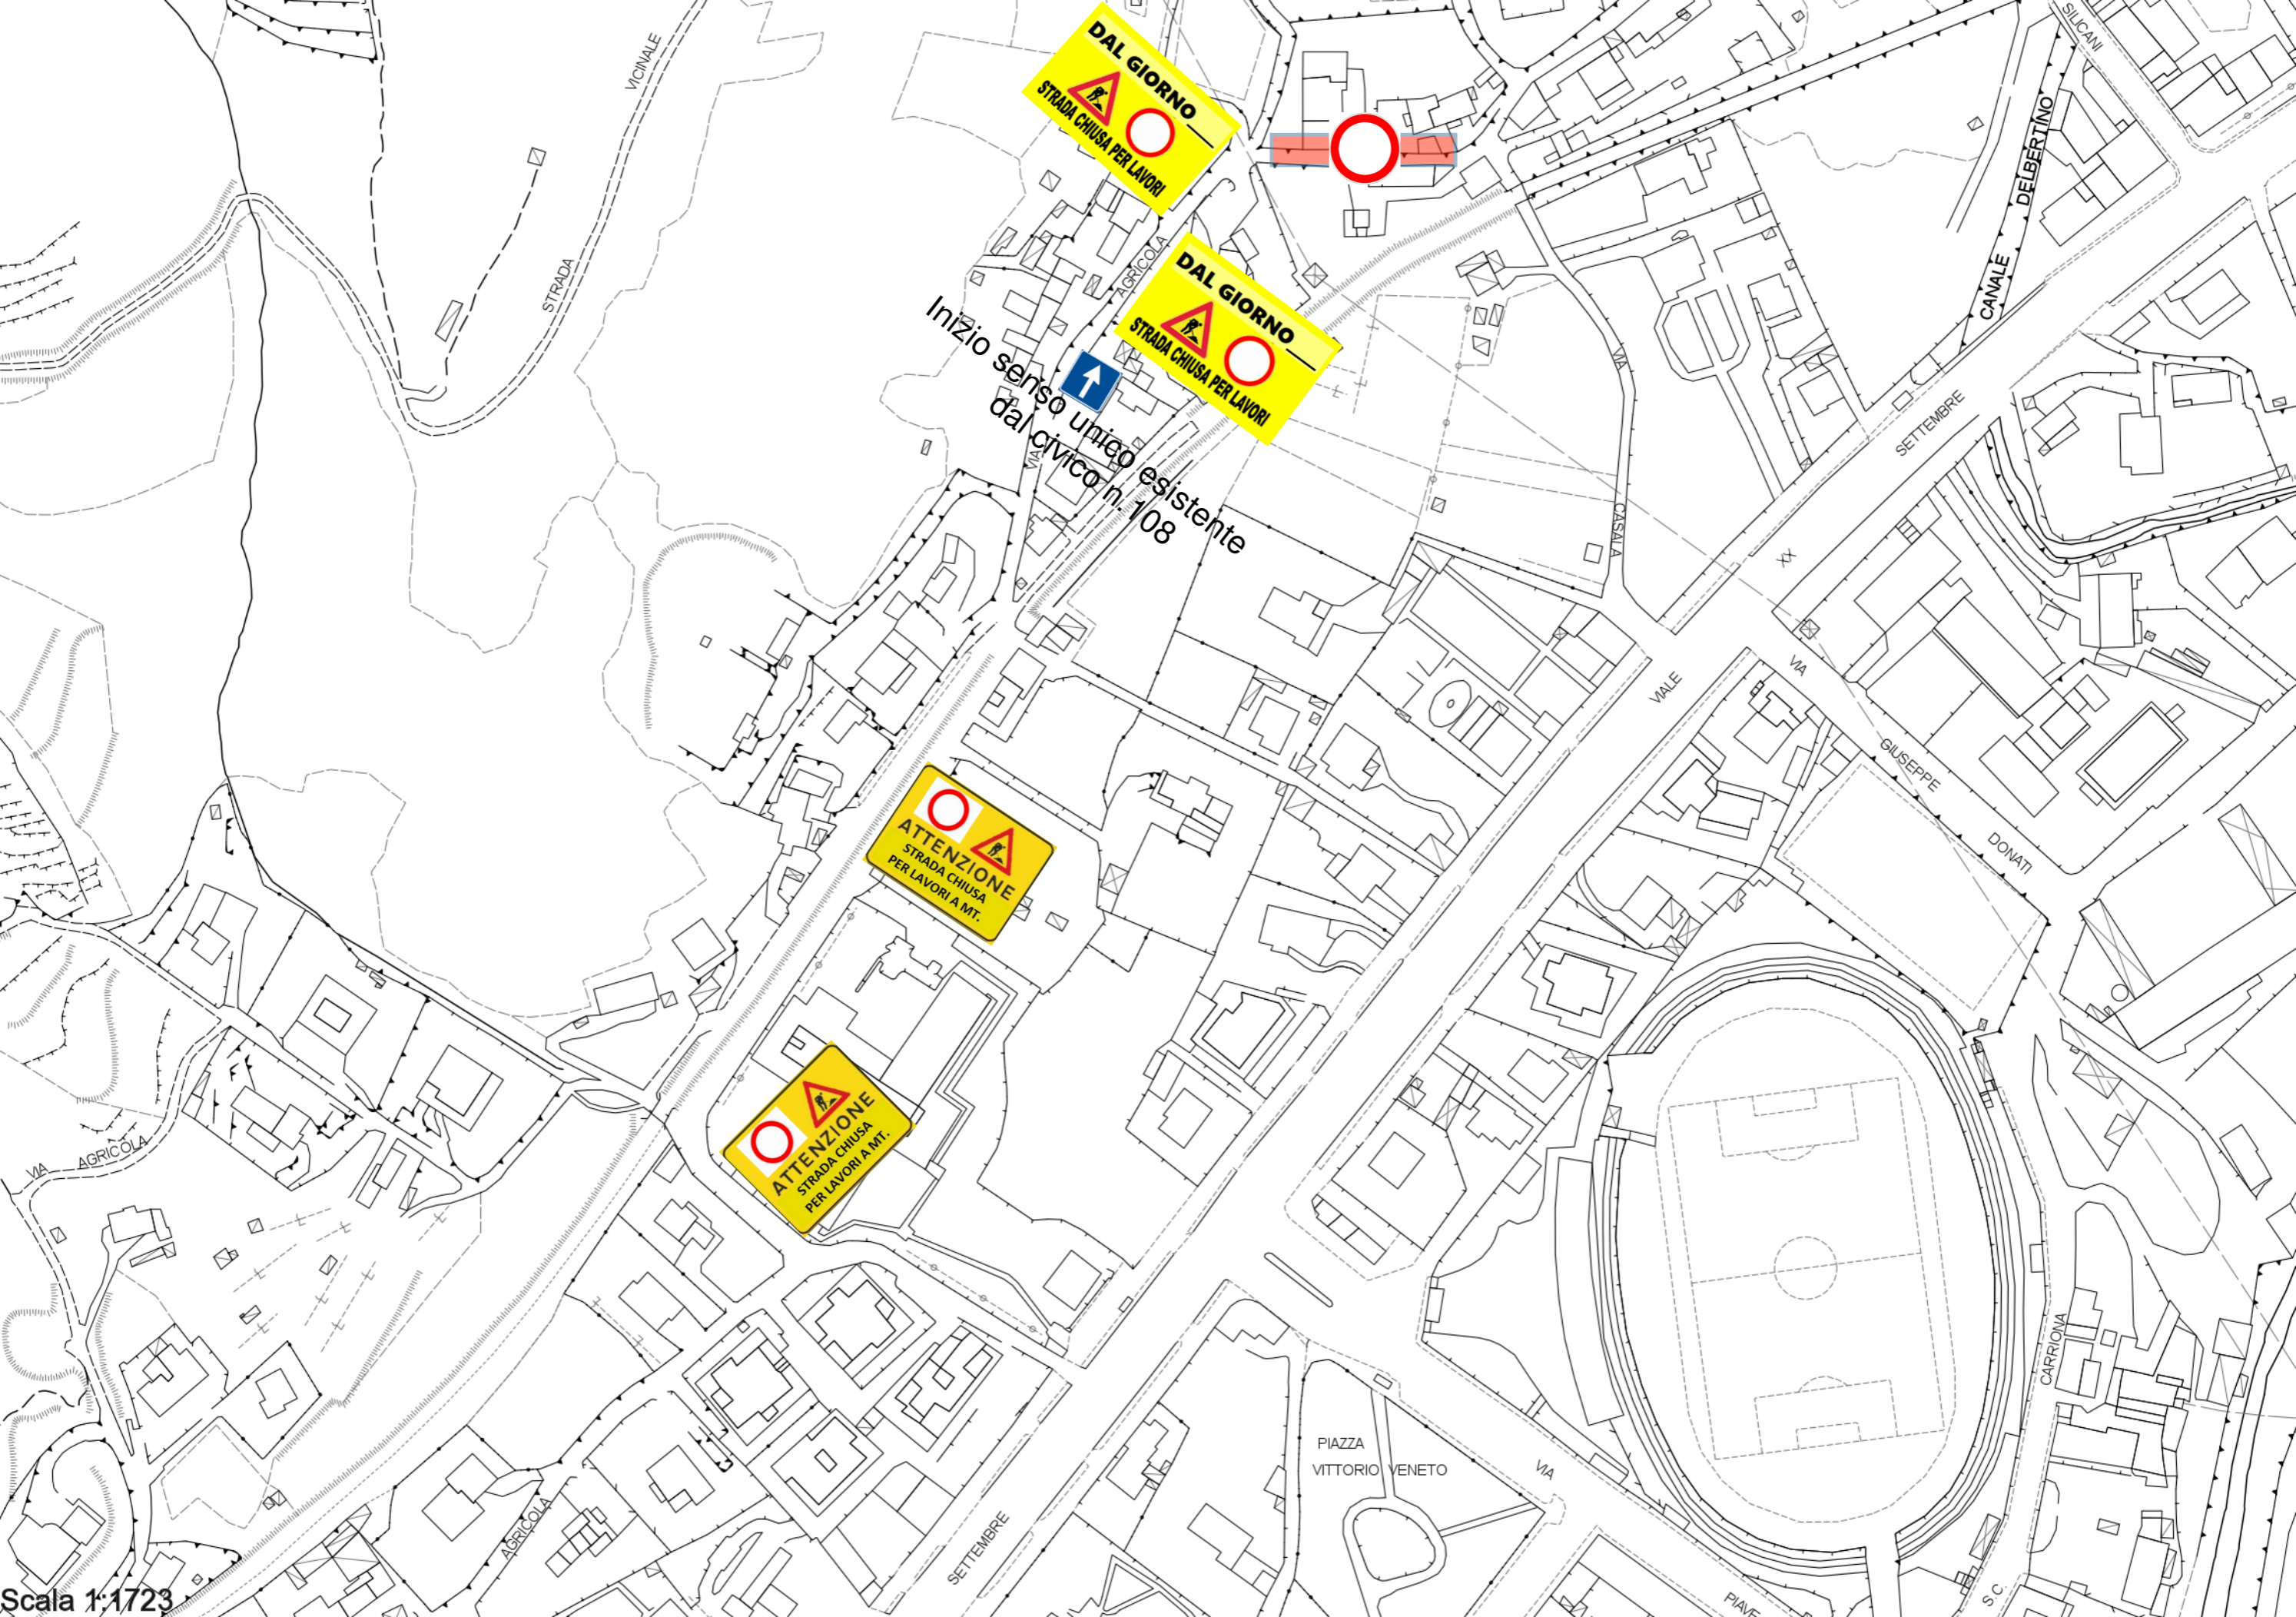 SILICANI
VICINALE
DAL GIORNO __
STRADA CHIUSA PER LAVORI
CANALE DELBERTINO
STRADA
AGRICOLA
DAL GIORNO __
STRADA CHIUSA PER LAVORI
Inizio senso unico esistente
dal civico n. 108
VIA
VIA
CASALA
SETTEMBRE
XX
VIALE
VIA
GIUSEPPE
DONATI
ATTENZIONE
STRADA CHIUSA
PER LAVORI A MT.
ATTENZIONE
STRADA CHIUSA
PER LAVORI A MT.
VIA AGRICOLA
CARRIONA
PIAZZA
VITTORIO VENETO
VIA
AGRICOLA
SETTEMBRE
PIAVE
S.C.
Scala 1:1723